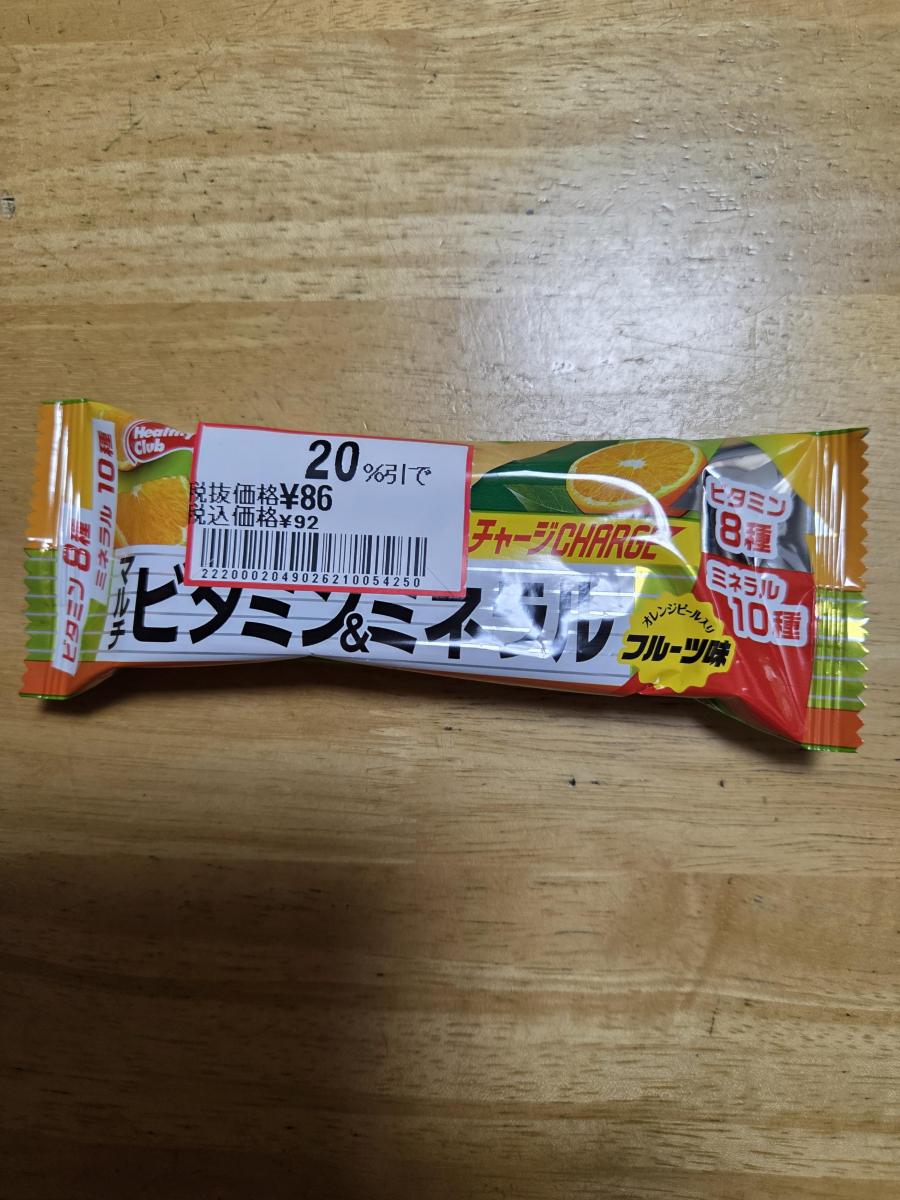 ビタミン8種
ミネラル10種
Healthy
Club
20%引で
税抜価格¥86
税込価格¥92
2220002049026210054250
チャージCHARGE
マルチ
ビタミン&ミネラル
オレンジピール入り
フルーツ味
ビタミン
8種
ミネラル
10種